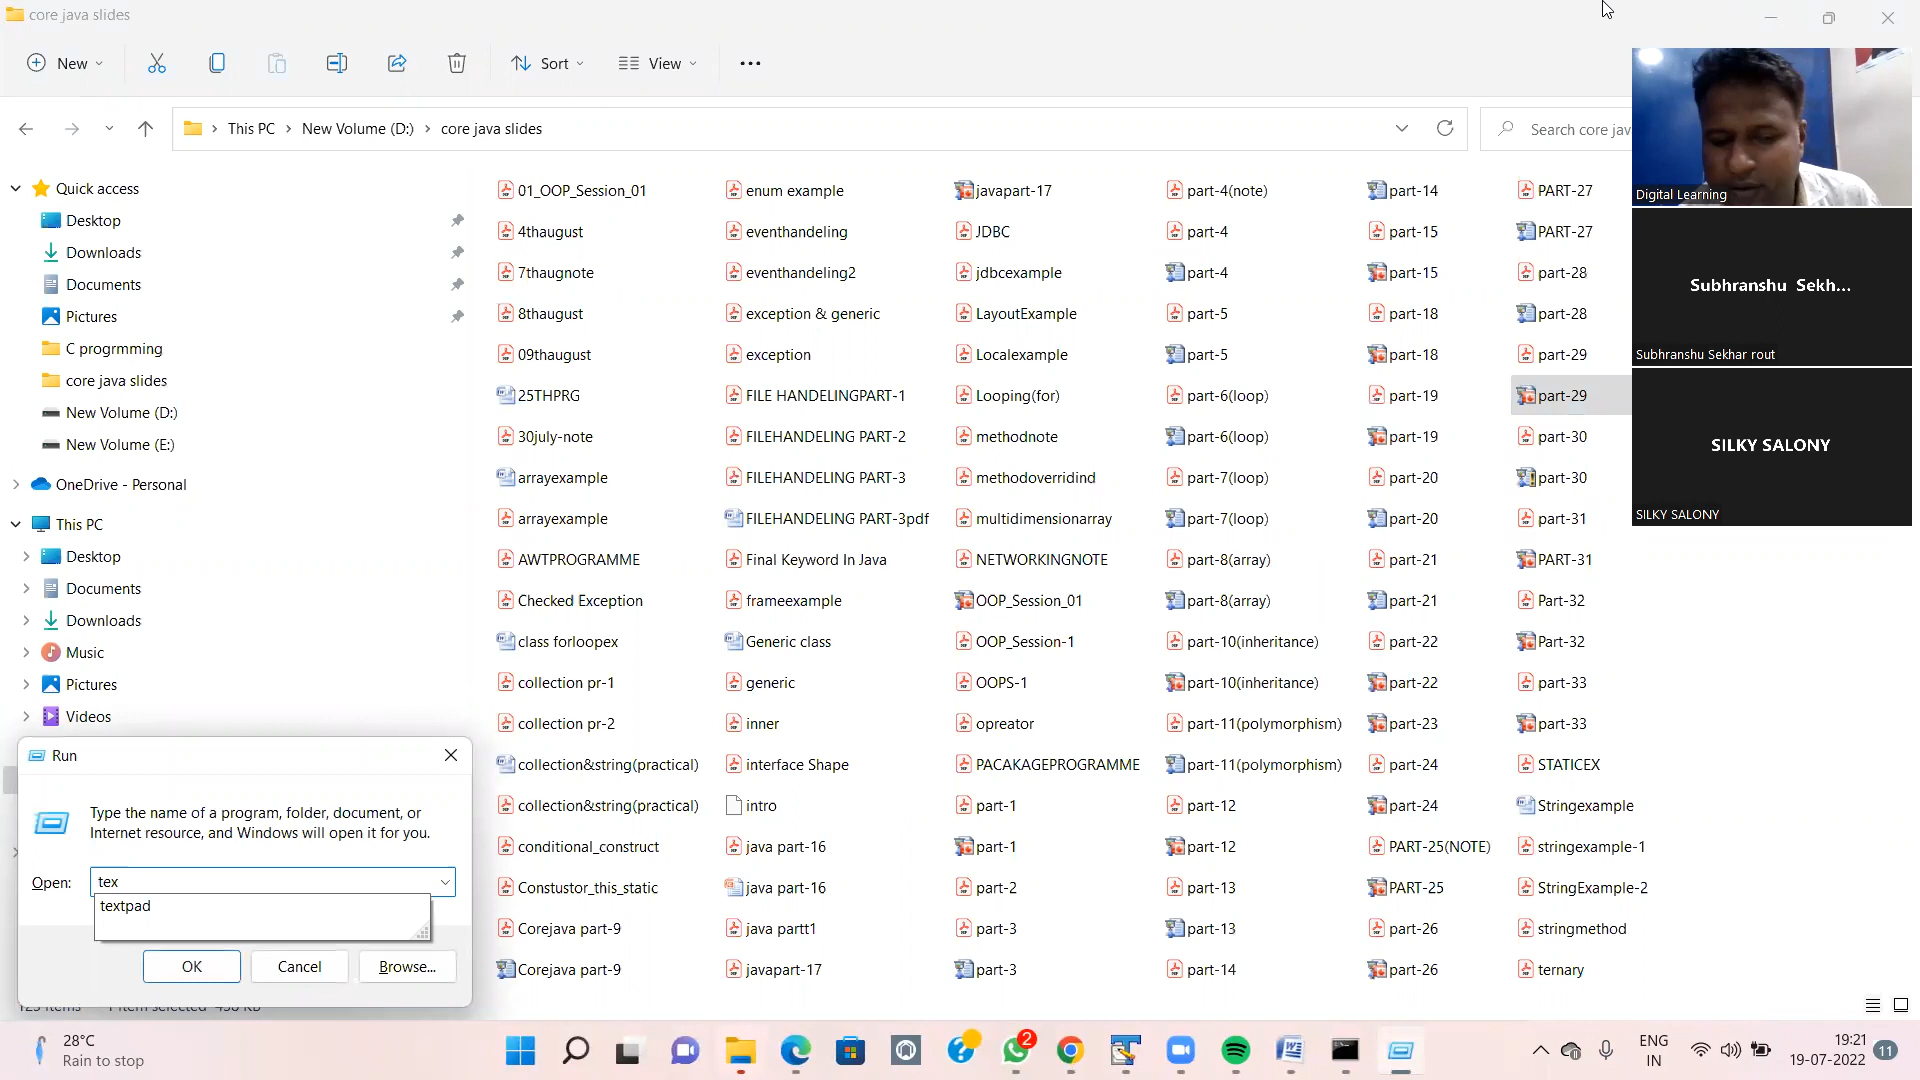 core java slides
New
Sort
View
This PC
New Volume (D:)
core java slides
Search core jav
Quick access
Desktop
Downloads
Documents
Pictures
C progrmming
core java slides
New Volume (D:)
New Volume (E:)
OneDrive - Personal
This PC
Desktop
Documents
Downloads
Music
Pictures
Videos
01_OOP_Session_01
4thaugust
7thaugnote
8thaugust
09thaugust
25THPRG
30july-note
arrayexample
arrayexample
AWTPROGRAMME
Checked Exception
class forloopex
collection pr-1
collection pr-2
collection&string(practical)
collection&string(practical)
conditional_construct
Constustor_this_static
Corejava part-9
Corejava part-9
enum example
eventhandeling
eventhandeling2
exception & generic
exception
FILE HANDELINGPART-1
FILEHANDELING PART-2
FILEHANDELING PART-3
FILEHANDELING PART-3pdf
Final Keyword In Java
frameexample
Generic class
generic
inner
interface Shape
intro
java part-16
java part-16
java partt1
javapart-17
javapart-17
JDBC
jdbcexample
LayoutExample
Localexample
Looping(for)
methodnote
methodoverridind
multidimensionarray
NETWORKINGNOTE
OOP_Session_01
OOP_Session-1
OOPS-1
opreator
PACAKAGEPROGRAMME
part-1
part-1
part-2
part-3
part-3
part-4(note)
part-4
part-4
part-5
part-5
part-6(loop)
part-6(loop)
part-7(loop)
part-7(loop)
part-8(array)
part-8(array)
part-10(inheritance)
part-10(inheritance)
part-11(polymorphism)
part-11(polymorphism)
part-12
part-12
part-13
part-13
part-14
part-14
part-15
part-15
part-18
part-18
part-19
part-19
part-20
part-20
part-21
part-21
part-22
part-22
part-23
part-24
part-24
PART-25(NOTE)
PART-25
part-26
part-26
PART-27
PART-27
part-28
part-28
part-29
part-29
part-30
part-30
part-31
PART-31
Part-32
Part-32
part-33
part-33
STATICEX
Stringexample
stringexample-1
StringExample-2
stringmethod
ternary
Digital Learning
Subhranshu Sekh...
Subhranshu Sekhar rout
SILKY SALONY
SILKY SALONY
Run
Type the name of a program, folder, document, or
Internet resource, and Windows will open it for you.
Open:
tex
textpad
OK
Cancel
Browse...
28°C
Rain to stop
2
ENG
IN
19:21
19-07-2022
11